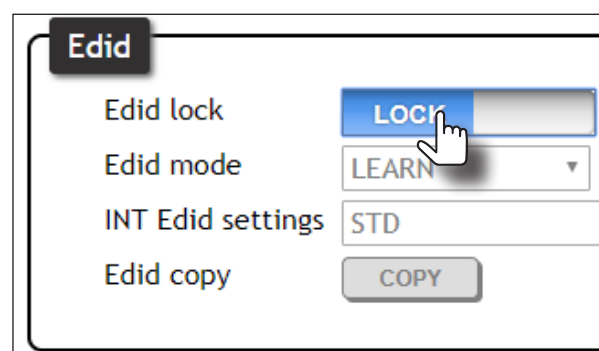 Edid
Edid lock LOCK
Edid mode LEARN
INT Edid settings STD
Edid copy COPY